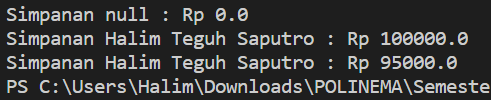 Simpanan null : Rp 0.0
Simpanan Halim Teguh Saputro : Rp 100000.0
Simpanan Halim Teguh Saputro : Rp 95000.0
PS C:\Users\Halim\Downloads\POLINEMA\Semeste